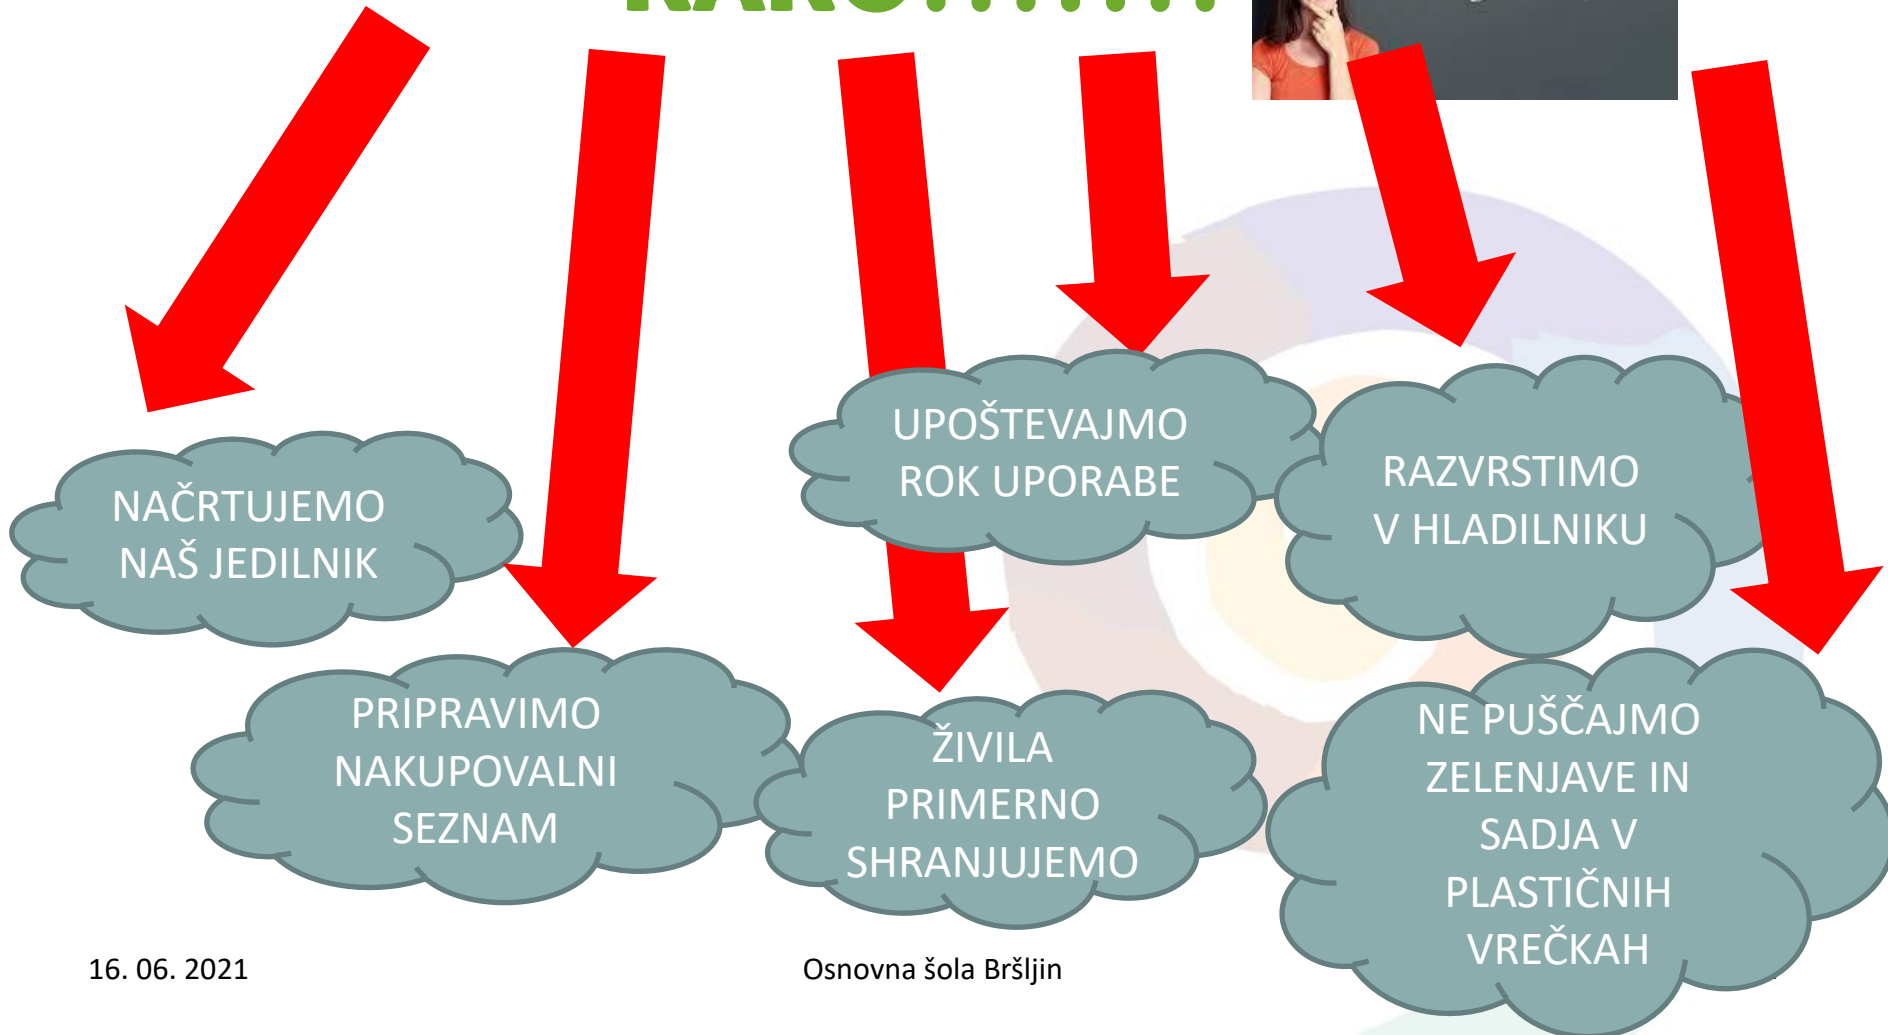 NAČRTUJEMO
NAŠ JEDILNIK
PRIPRAVIMO
NAKUPOVALNI
SEZNAM
UPOŠTEVAJMO
ROK UPORABE
ŽIVILA
PRIMERNO
SHRANJUJEMO
RAZVRSTIMO
V HLADILNIKU
NE PUŠČAJMO
ZELENJAVE IN
SADJA V
PLASTIČNIH
VREČKAH
16. 06. 2021
Osnovna šola Bršljin